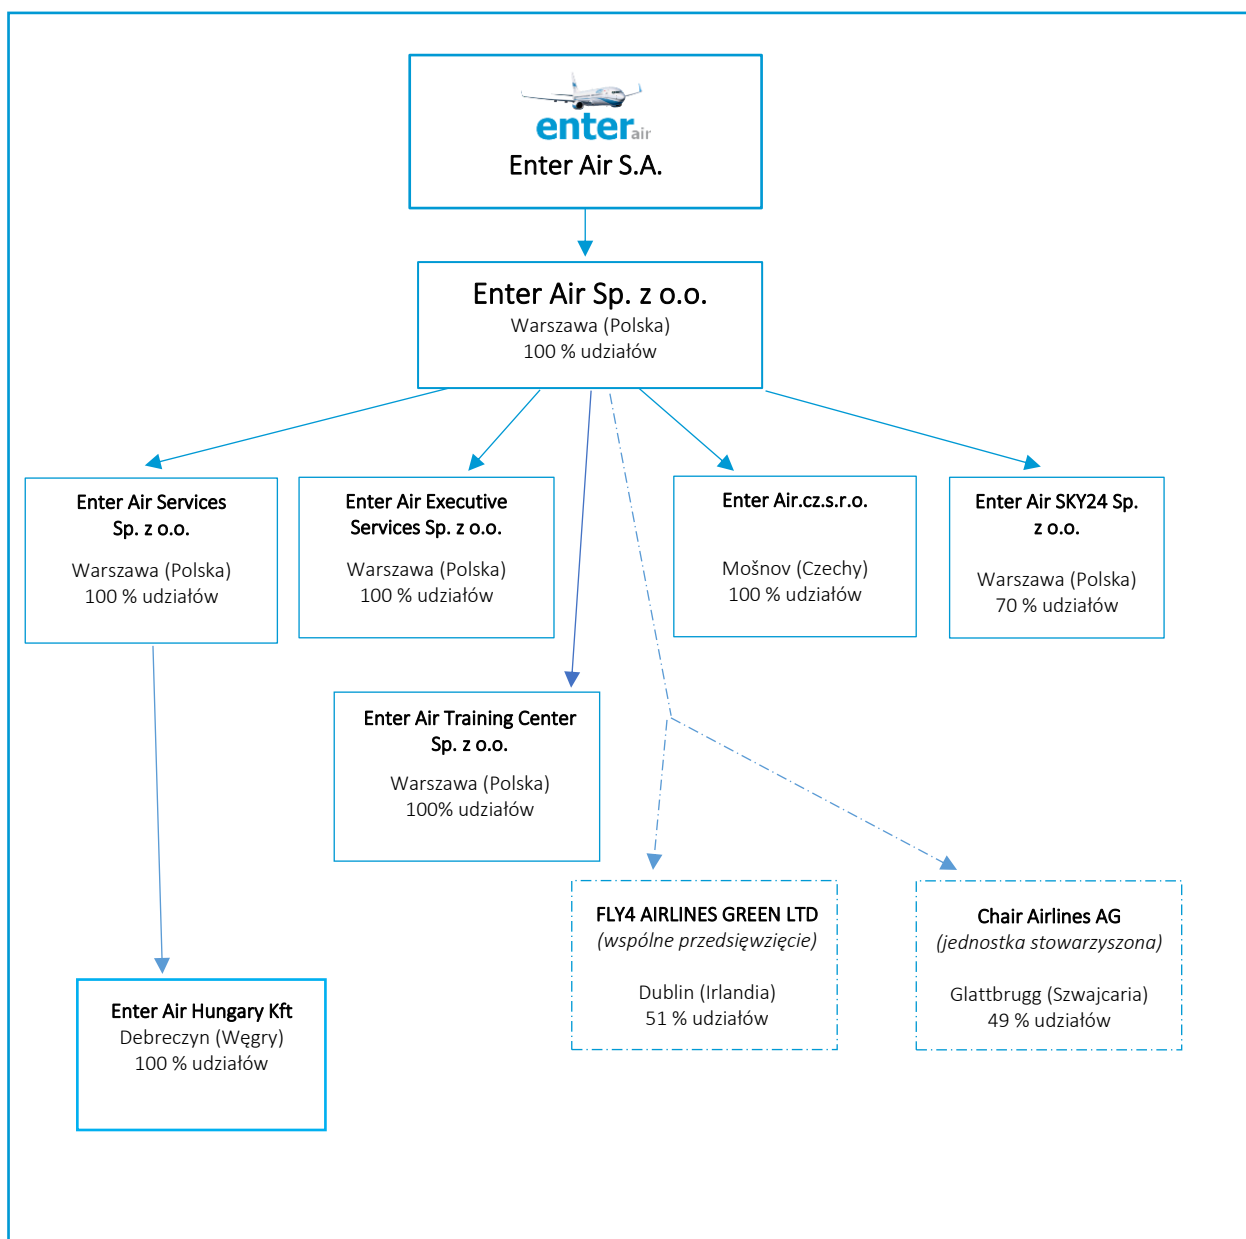 enter air
Enter Air S.A.
Enter Air Sp. z o.o.
Warszawa (Polska)
100 % udziałów
Enter Air Services
Sp. z o.o.
Warszawa (Polska)
100 % udziałów
Enter Air Executive
Services Sp. z o.o.
Warszawa (Polska)
100 % udziałów
Enter Air.cz.s.r.o.
Mošnov (Czechy)
100 % udziałów
Enter Air SKY24 Sp.
z o.o.
Warszawa (Polska)
70 % udziałów
Enter Air Training Center
Sp. z o.o.
Warszawa (Polska)
100% udziałów
FLY4 AIRLINES GREEN LTD
(wspólne przedsięwzięcie)
Dublin (Irlandia)
51 % udziałów
Chair Airlines AG
(jednostka stowarzyszona)
Glattbrugg (Szwajcaria)
49 % udziałów
Enter Air Hungary Kft
Debreczyn (Węgry)
100 % udziałów